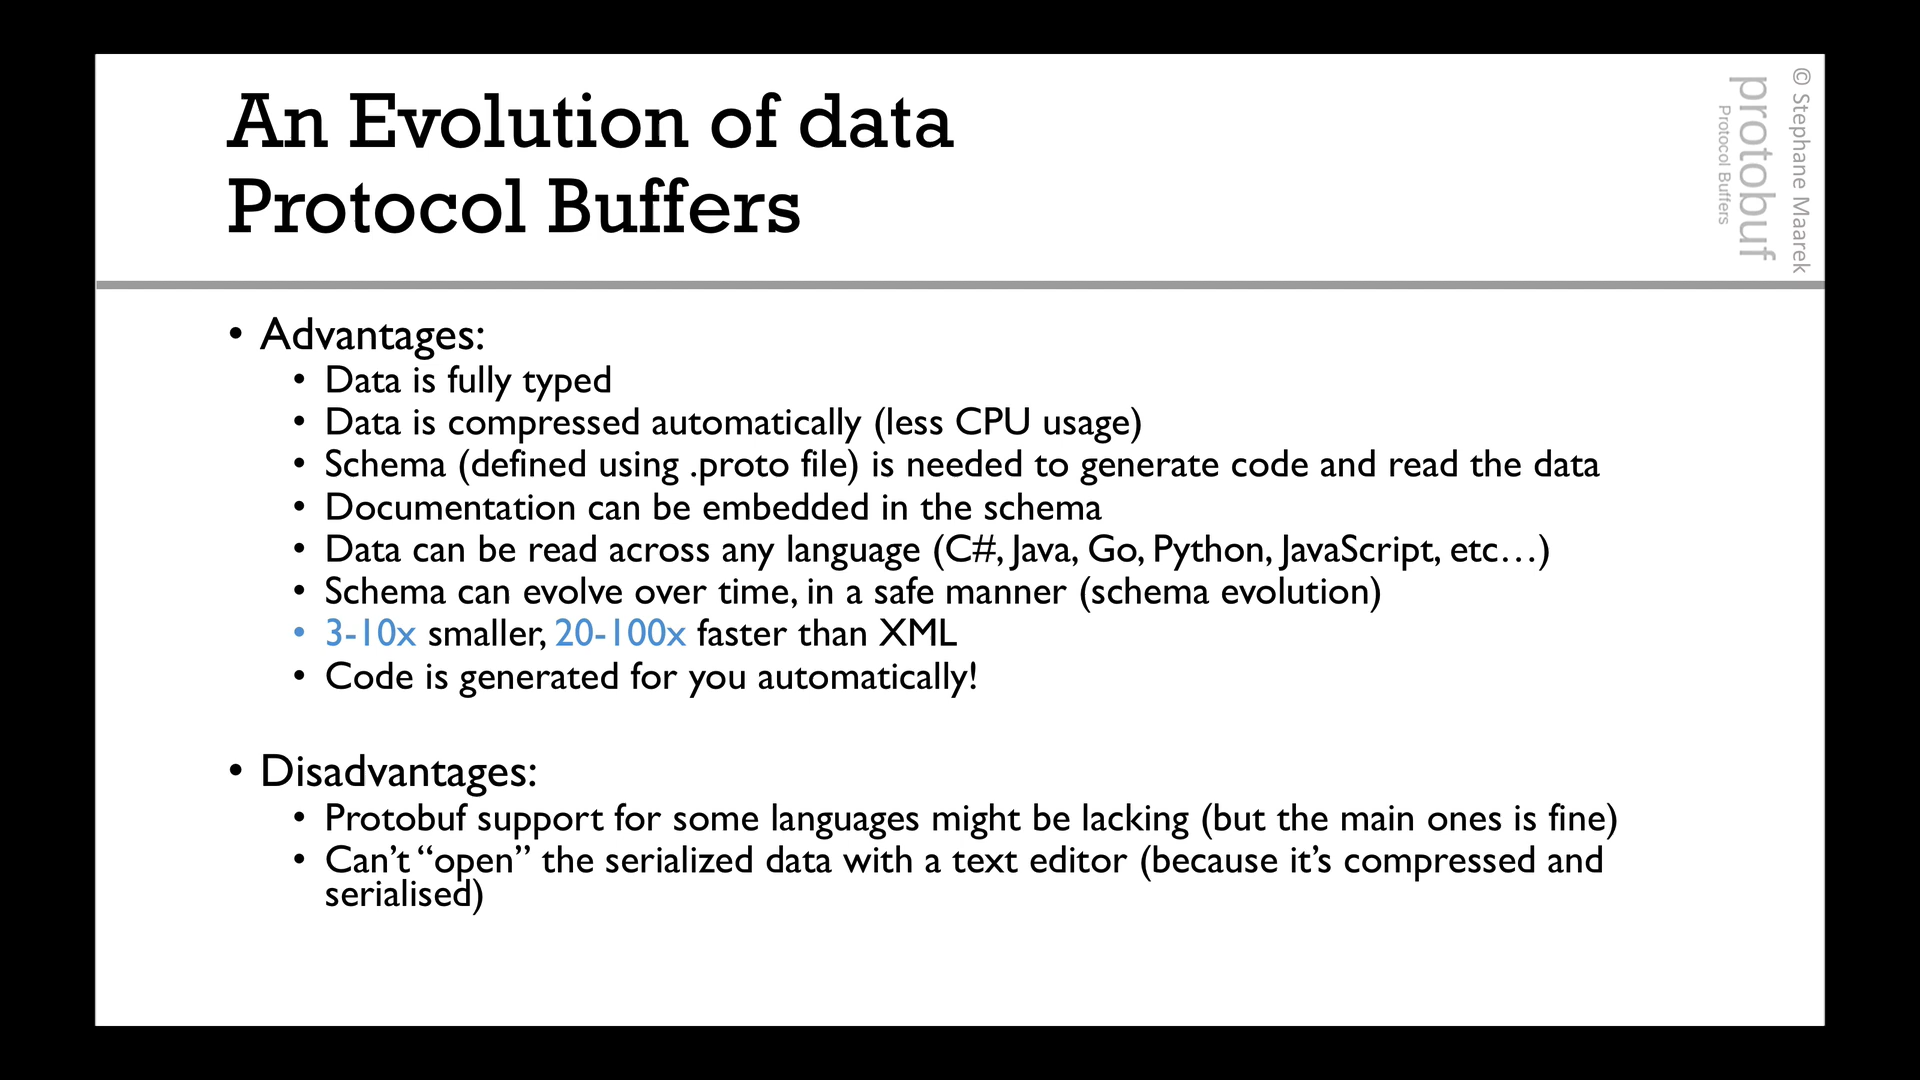 An Evolution of data
Protocol Buffers
© Stephane Maarek
protobuf
Protocol Buffers
• Advantages:
• Data is fully typed
• Data is compressed automatically (less CPU usage)
• Schema (defined using .proto file) is needed to generate code and read the data
• Documentation can be embedded in the schema
• Data can be read across any language (C#, Java, Go, Python, JavaScript, etc…)
• Schema can evolve over time, in a safe manner (schema evolution)
• 3-10x smaller, 20-100x faster than XML
• Code is generated for you automatically!
• Disadvantages:
• Protobuf support for some languages might be lacking (but the main ones is fine)
• Can’t “open” the serialized data with a text editor (because it’s compressed and
serialised)